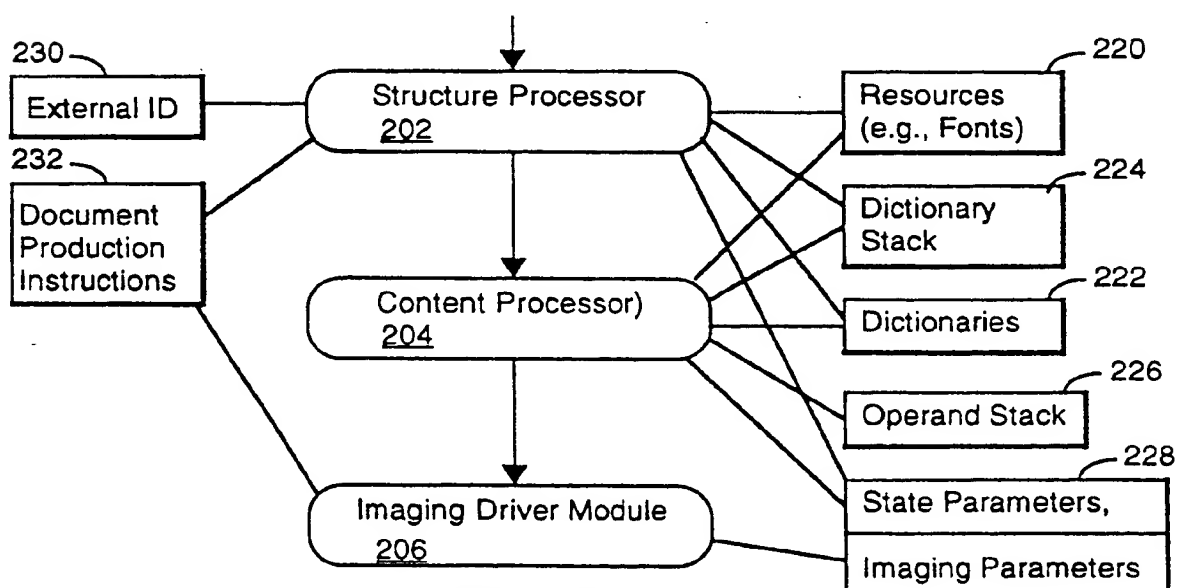 230
External ID
232
Document
Production
Instructions
Structure Processor
202
Content Processor)
204
Imaging Driver Module
206
220
Resources
(e.g., Fonts)
224
Dictionary
Stack
222
Dictionaries
226
Operand Stack
228
State Parameters,
Imaging Parameters